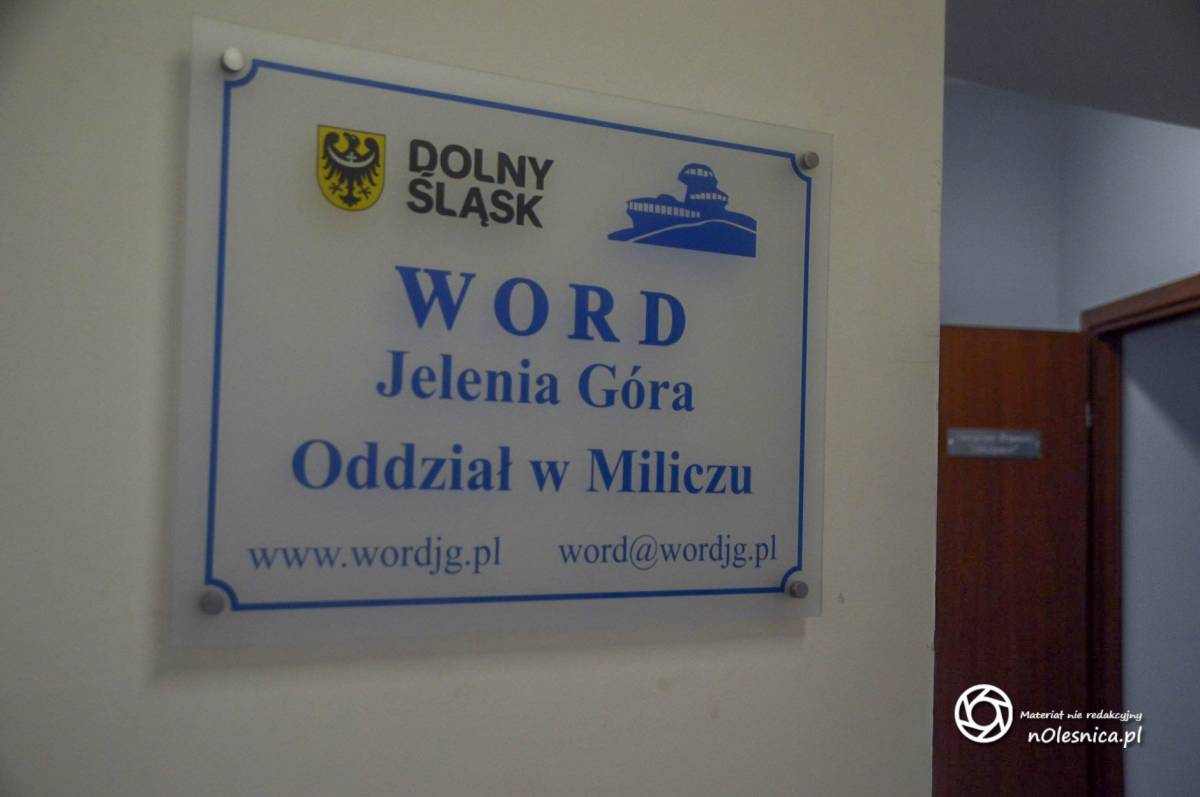 DOLNY
ŚLĄSK
WORD
Jelenia Góra
Oddział w Miliczu
www.wordjg.pl word@wordjg.pl
Materiał nie redakcyjny
nOlesnica.pl